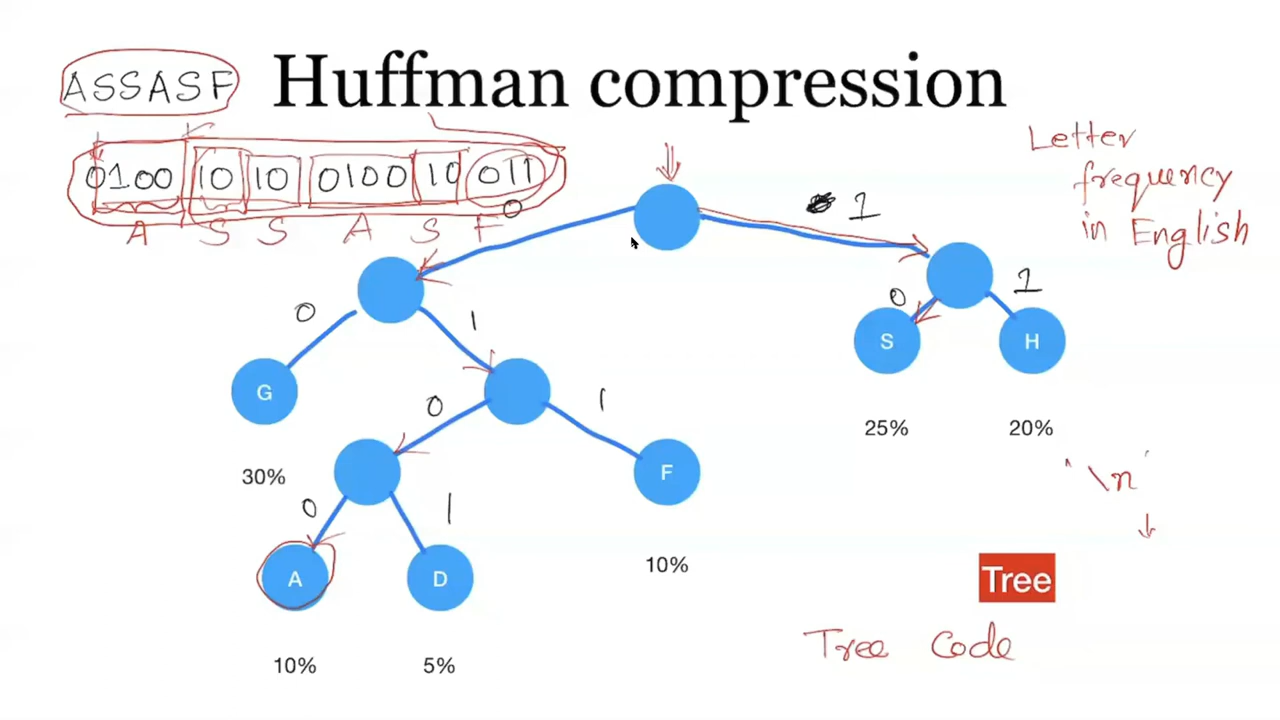 ASSASF
Huffman compression
0100 10 10 0100 10 011
A S S A S F
Letter
frequency
in English
1
0 1
0 1
S H
G
0 1
25% 20%
30%
F
0 1
'\n'
A D
10%
Tree
10% 5%
Tree Code